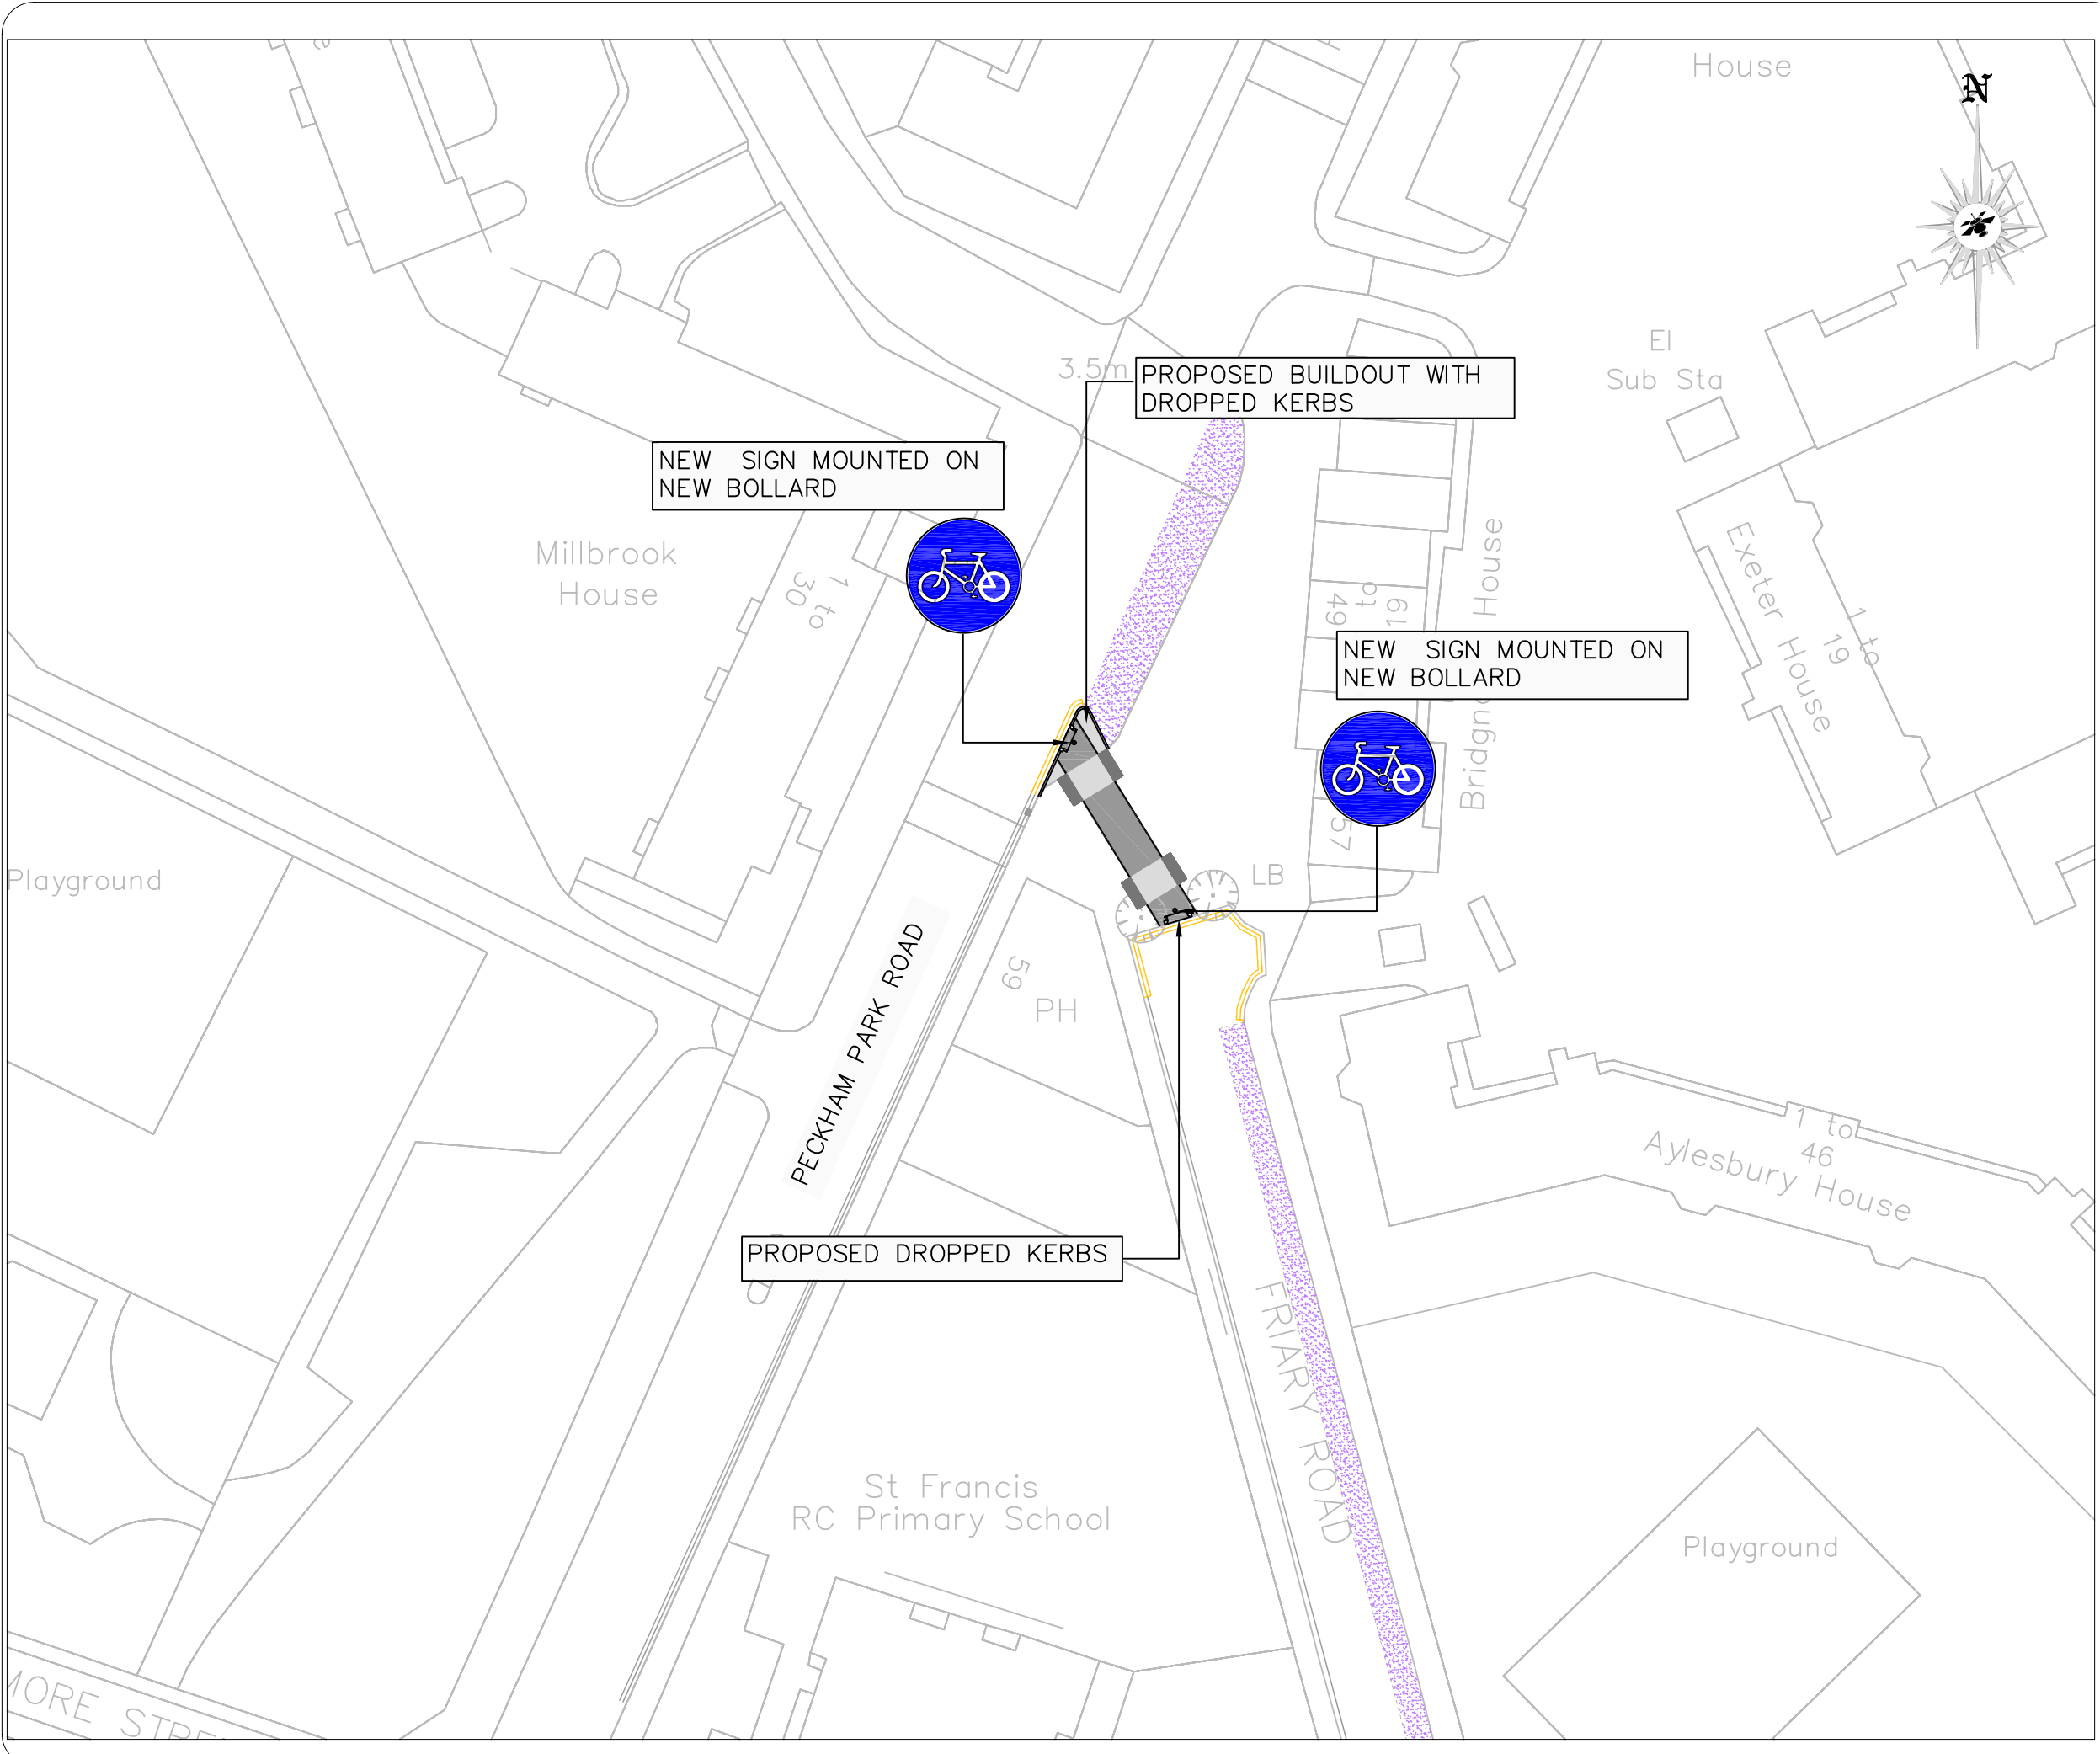 House
N
El
Sub Sta
3.5m
PROPOSED BUILDOUT WITH
DROPPED KERBS
NEW SIGN MOUNTED ON
NEW BOLLARD
Millbrook
House
1 to
30
49
to
19
House
Exeter House
1 to
19
NEW SIGN MOUNTED ON
NEW BOLLARD
57
Playground
LB
PECKHAM PARK ROAD
59
PH
1 to
46
Aylesbury House
PROPOSED DROPPED KERBS
FRIARY ROAD
St Francis
RC Primary School
Playground